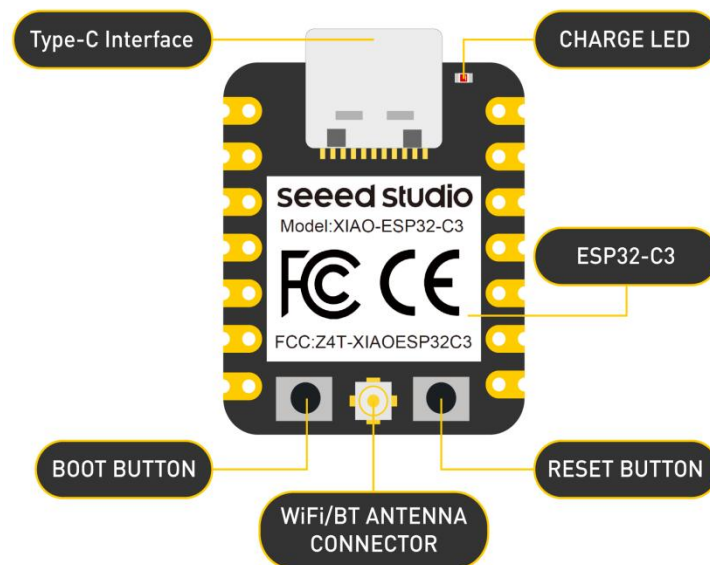 Type-C Interface
CHARGE LED
seeed studio
Model:XIAO-ESP32-C3
FC CE
FCC:Z4T-XIAOESP32C3
ESP32-C3
BOOT BUTTON
RESET BUTTON
WiFi/BT ANTENNA
CONNECTOR